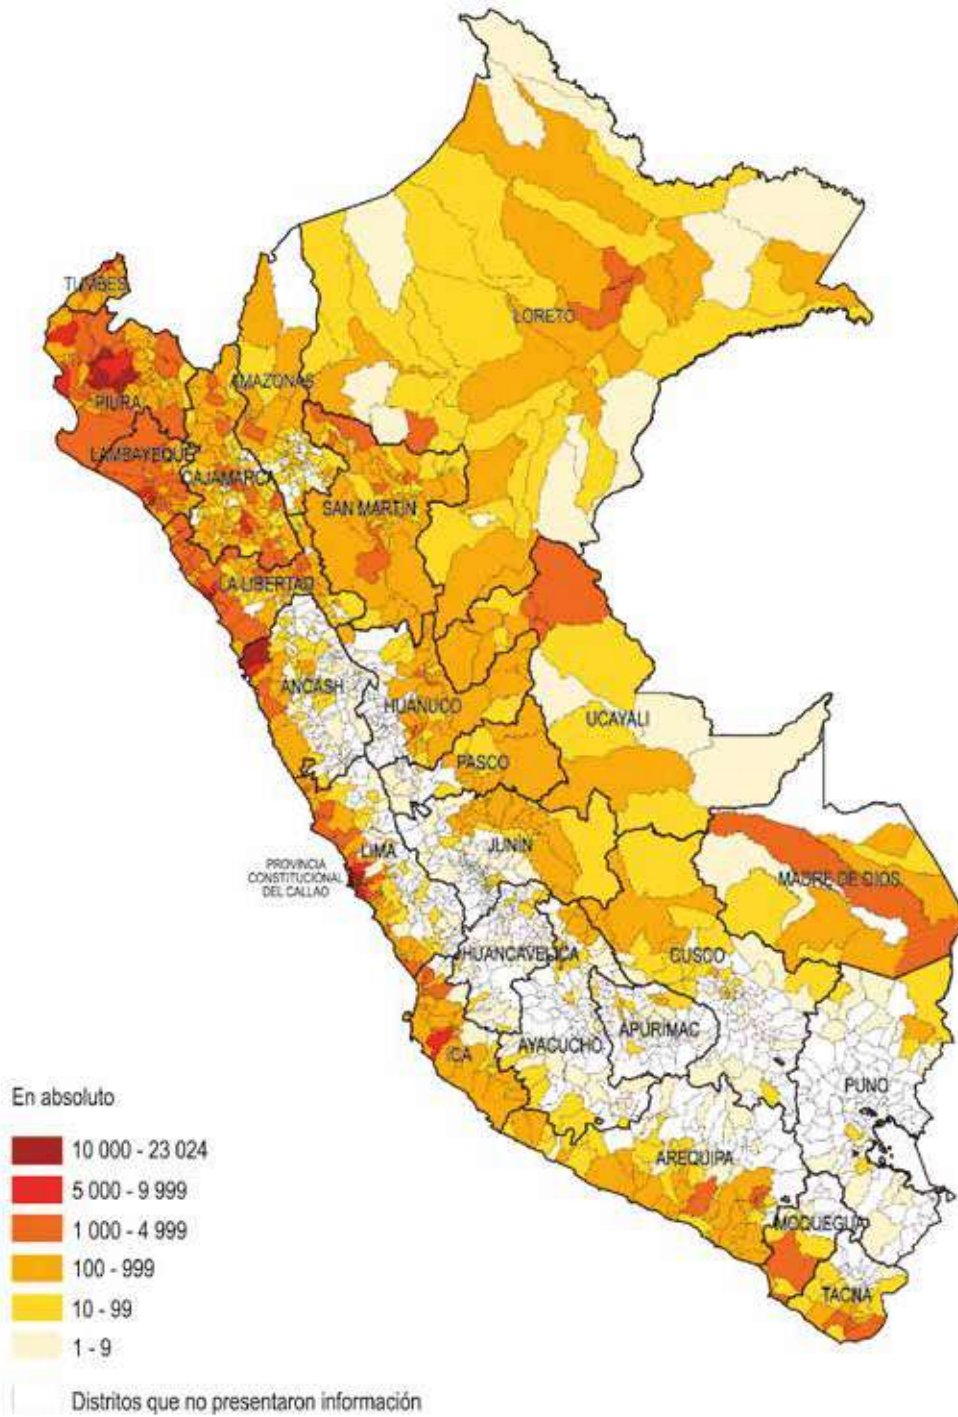 TUMBES
LORETO
AMAZONAS
PIURA
LAMBAYEQUE
CAJAMARCA
SAN MARTIN
LA LIBERTAD
ANCASH
HUANUCO
UCAYALI
PASCO
LIMA
JUNIN
PROVINCIA
CONSTITUCIONAL
DEL CALLAO
MADRE DE DIOS
HUANCAVELICA
CUSCO
AYACUCHO
APURIMAC
ICA
PUNO
AREQUIPA
MOQUEGUA
TACNA
En absoluto
10 000 - 23 024
5 000 - 9 999
1 000 - 4 999
100 - 999
10 - 99
1 - 9
Distritos que no presentaron información